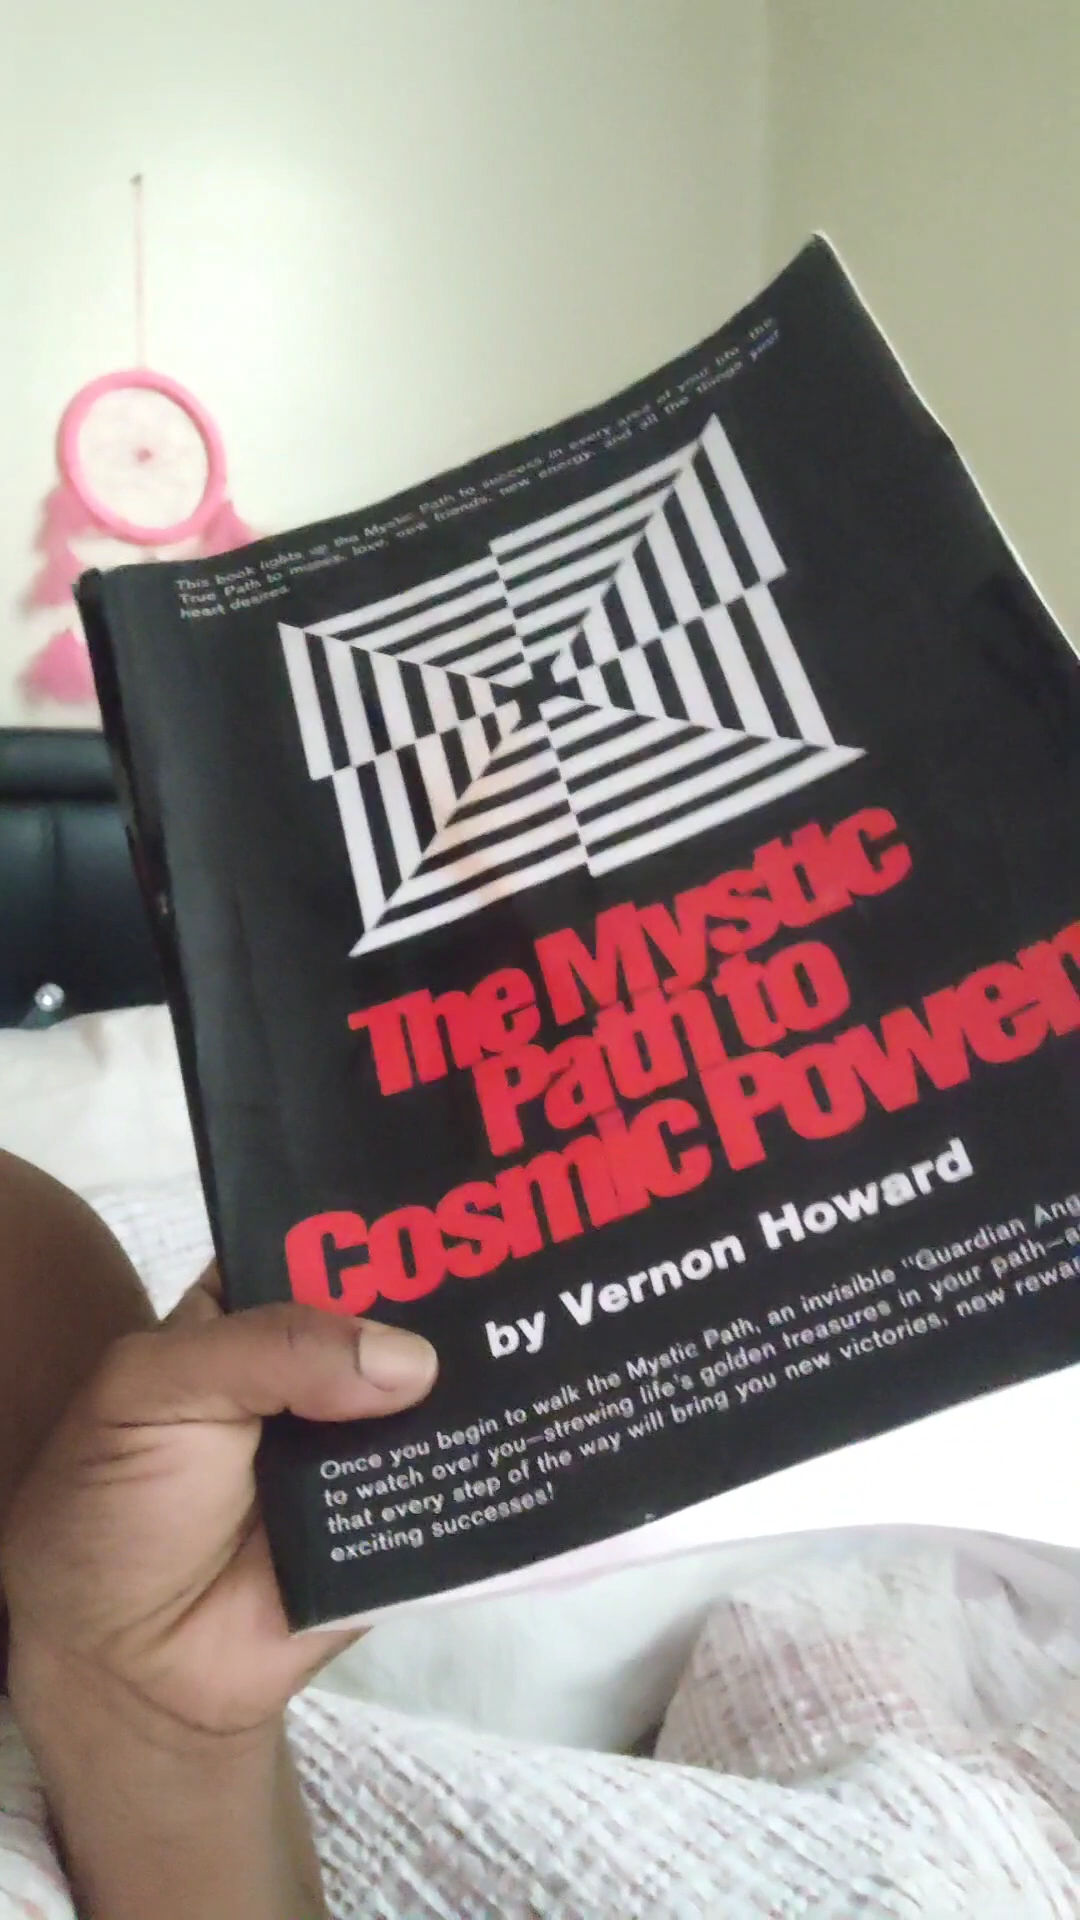 This book lights up the Mystic Path to success in every area of your life the
True Path to money, love, new friends, new energy, and all the things your
heart desires.
The Mystic
Path to
Cosmic Power
by Vernon Howard
Once you begin to walk the Mystic Path, an invisible "Guardian Ang
to watch over you—strewing life's golden treasures in your path—a
that every step of the way will bring you new victories, new rewar
exciting successes!